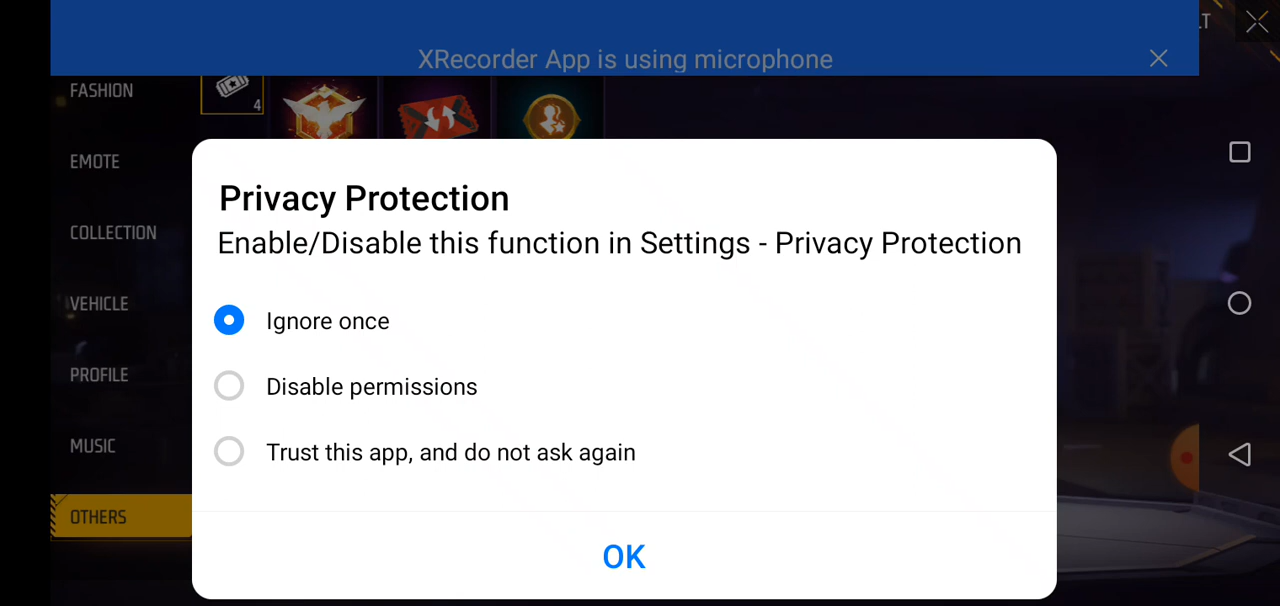 LT
XRecorder App is using microphone
FASHION
4
EMOTE
COLLECTION
VEHICLE
PROFILE
MUSIC
OTHERS
Privacy Protection
Enable/Disable this function in Settings - Privacy Protection
Ignore once
Disable permissions
Trust this app, and do not ask again
OK